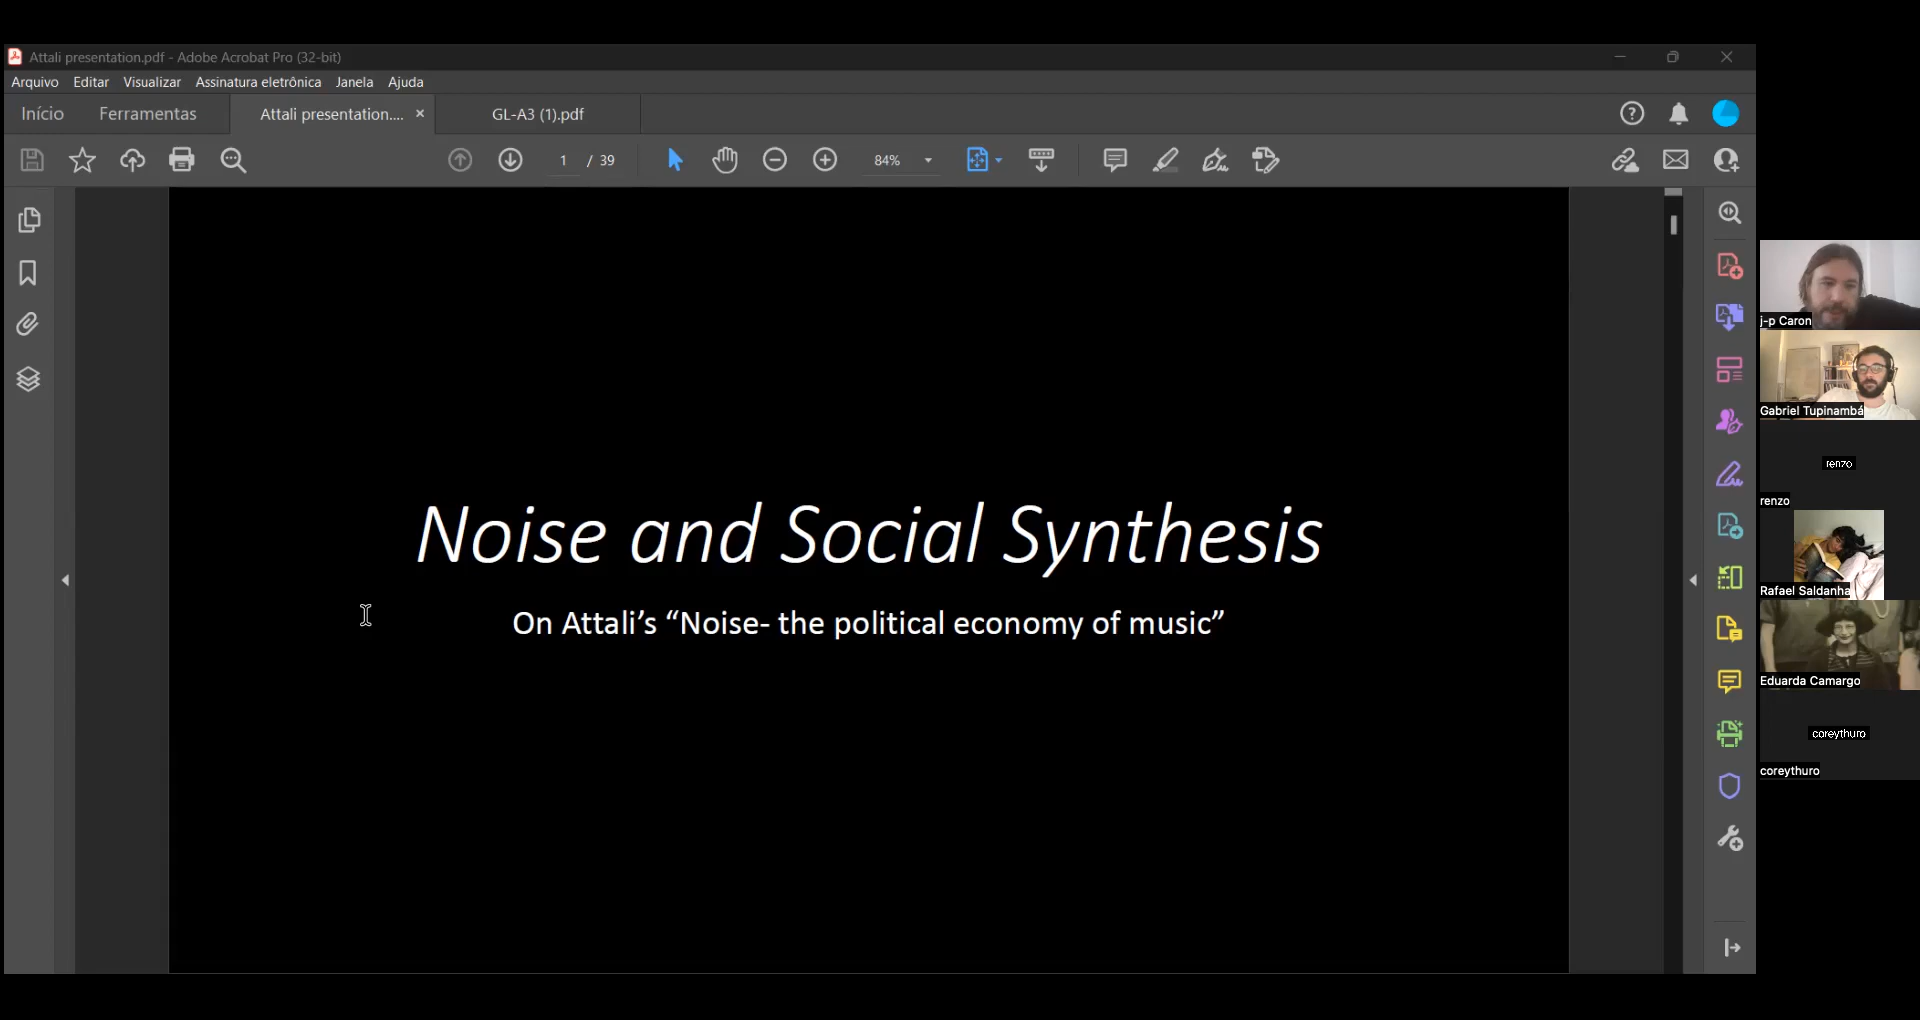 Attali presentation.pdf - Adobe Acrobat Pro (32-bit)
Arquivo Editar Visualizar Assinatura eletrônica Janela Ajuda
Início Ferramentas Attali presentation.... × GL-A3 (1).pdf
1 / 39 84%
Noise and Social Synthesis
On Attali’s “Noise- the political economy of music”
j-p Caron
Gabriel Tupinambá
renzo
renzo
Rafael Saldanha
Eduarda Camargo
coreythuro
coreythuro